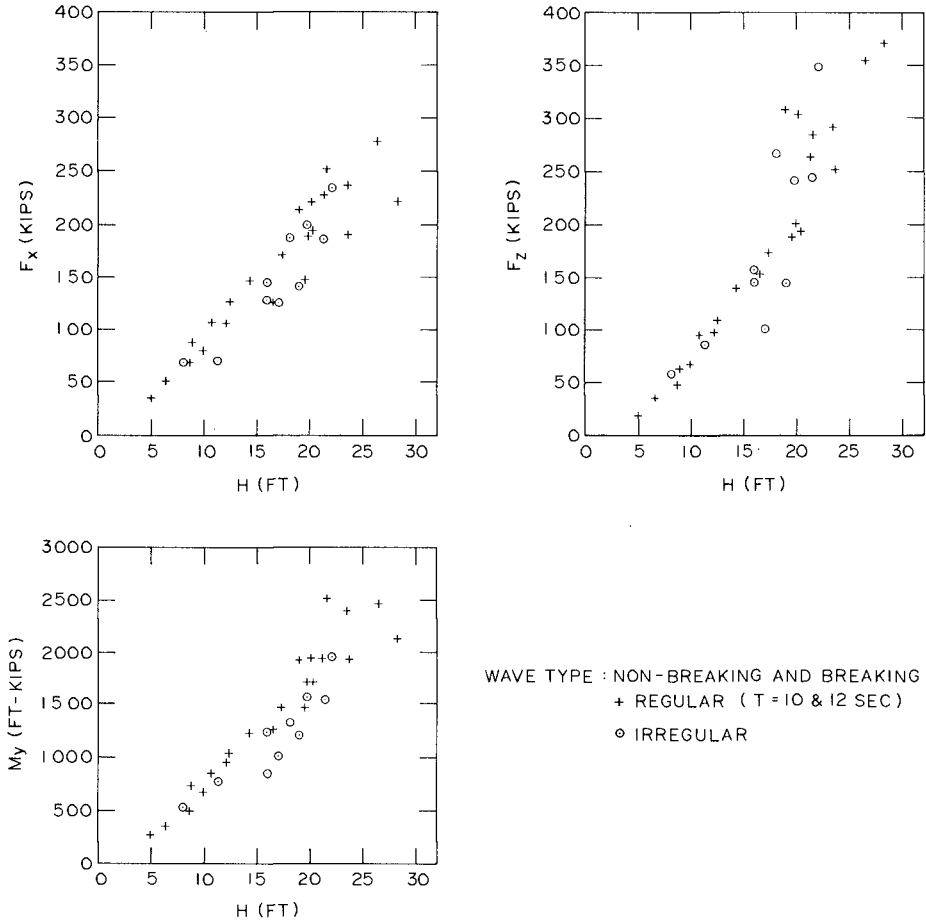 400
350
300
250
200
150
100
50
0
Fx (KIPS)
0 5 10 15 20 25 30
H (FT)
400
350
300
250
200
150
100
50
0
Fz (KIPS)
0 5 10 15 20 25 30
H (FT)
3000
2500
2000
1500
1000
500
0
My (FT-KIPS)
0 5 10 15 20 25 30
H (FT)
WAVE TYPE : NON-BREAKING AND BREAKING
+ REGULAR ( T = 10 & 12 SEC)
⊙ IRREGULAR